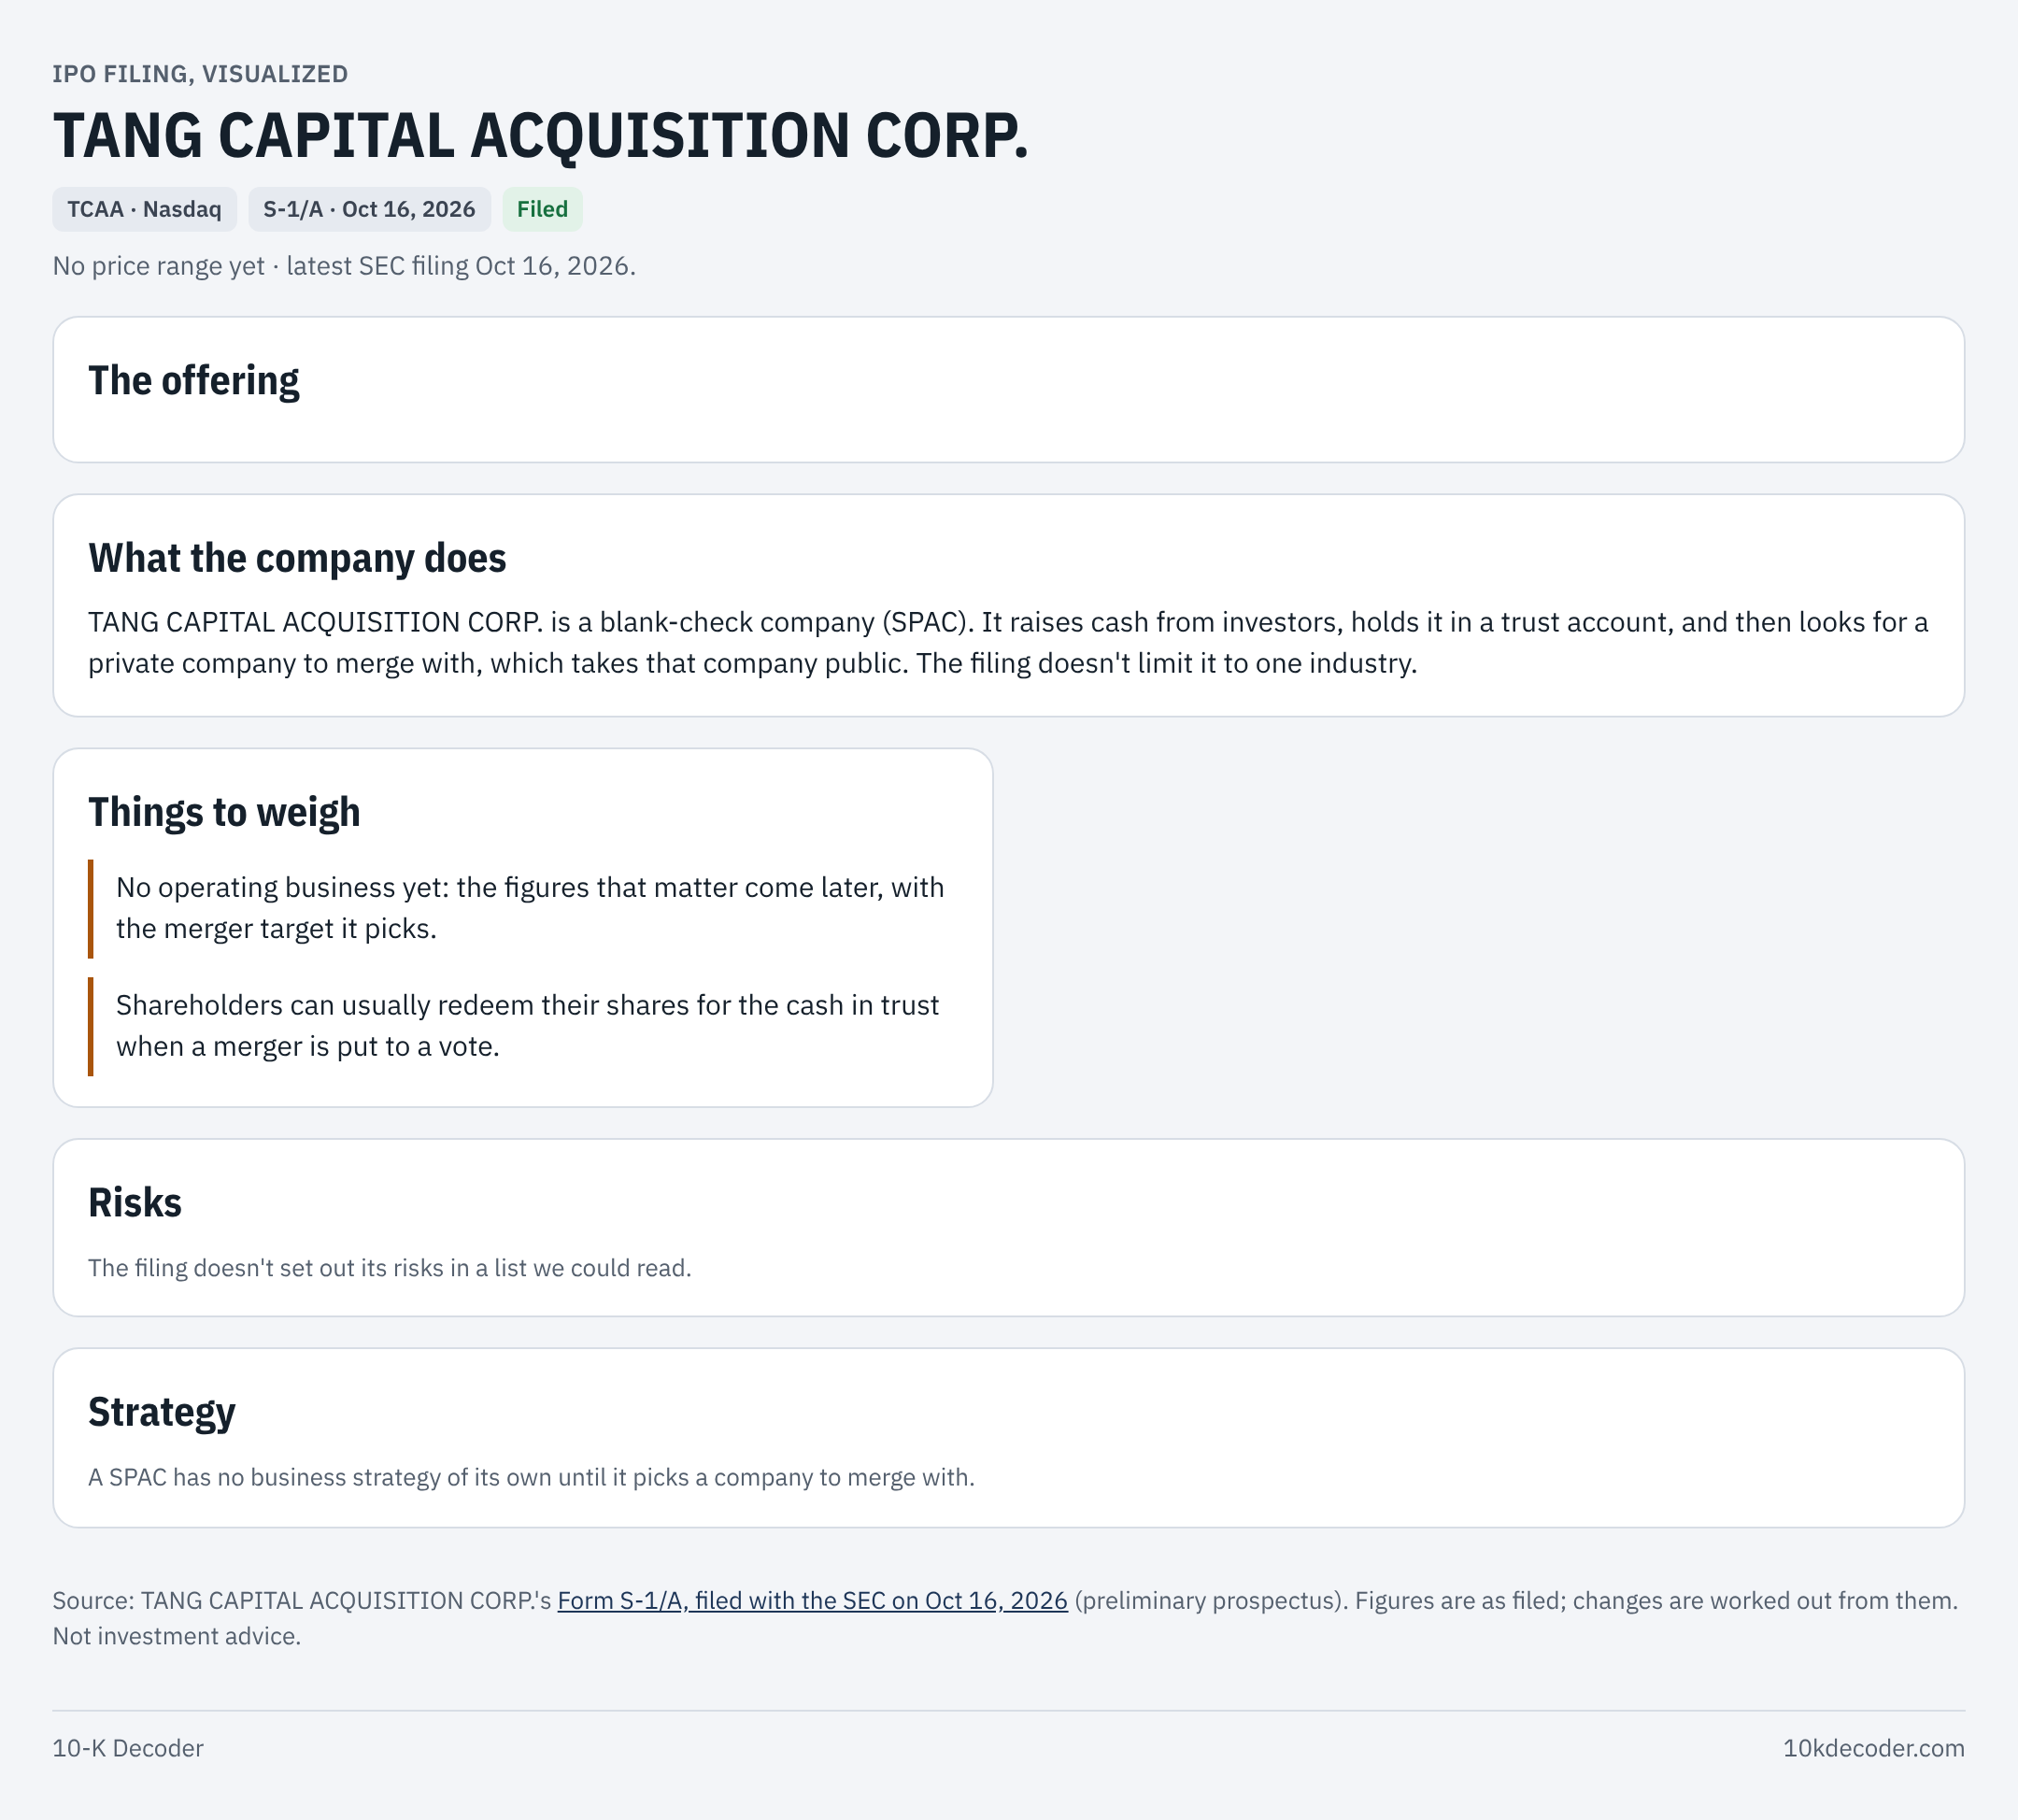 IPO FILING, VISUALIZED
TANG CAPITAL ACQUISITION CORP.
TCAA · Nasdaq S-1/A · Oct 16, 2026 Filed
No price range yet · latest SEC filing Oct 16, 2026.
The offering
What the company does
TANG CAPITAL ACQUISITION CORP. is a blank-check company (SPAC). It raises cash from investors, holds it in a trust account, and then looks for a
private company to merge with, which takes that company public. The filing doesn't limit it to one industry.
Things to weigh
No operating business yet: the figures that matter come later, with
the merger target it picks.
Shareholders can usually redeem their shares for the cash in trust
when a merger is put to a vote.
Risks
The filing doesn't set out its risks in a list we could read.
Strategy
A SPAC has no business strategy of its own until it picks a company to merge with.
Source: TANG CAPITAL ACQUISITION CORP.'s Form S-1/A, filed with the SEC on Oct 16, 2026 (preliminary prospectus). Figures are as filed; changes are worked out from them.
Not investment advice.
10-K Decoder
10kdecoder.com